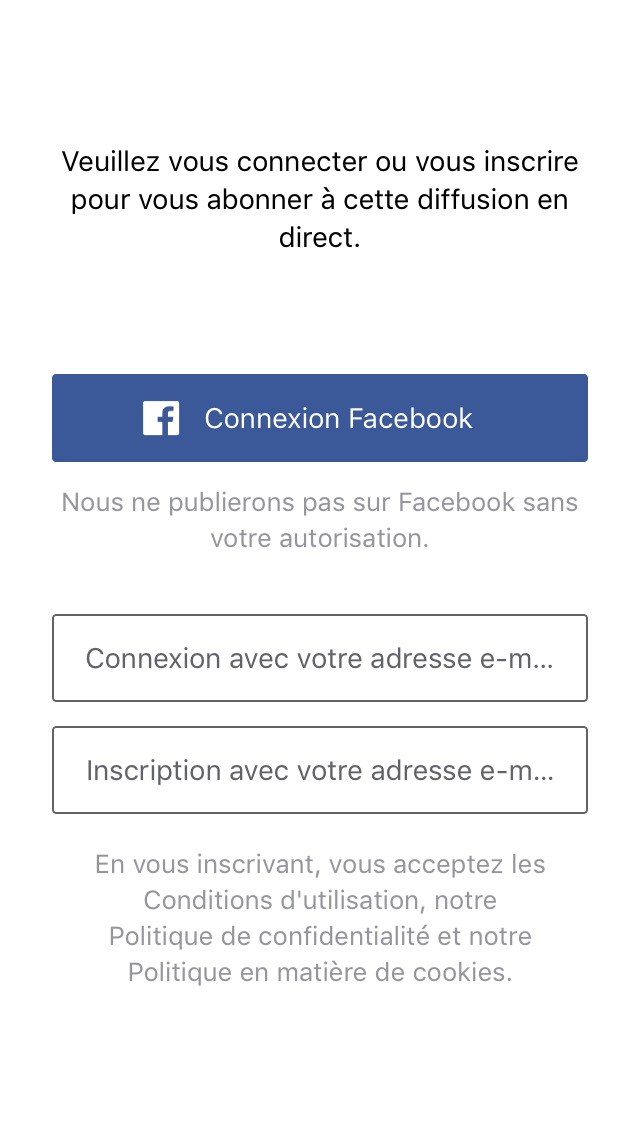 Veuillez vous connecter ou vous inscrire
pour vous abonner à cette diffusion en
direct.
Connexion Facebook
Nous ne publierons pas sur Facebook sans
votre autorisation.
Connexion avec votre adresse e-m...
Inscription avec votre adresse e-m...
En vous inscrivant, vous acceptez les
Conditions d'utilisation, notre
Politique de confidentialité et notre
Politique en matière de cookies.